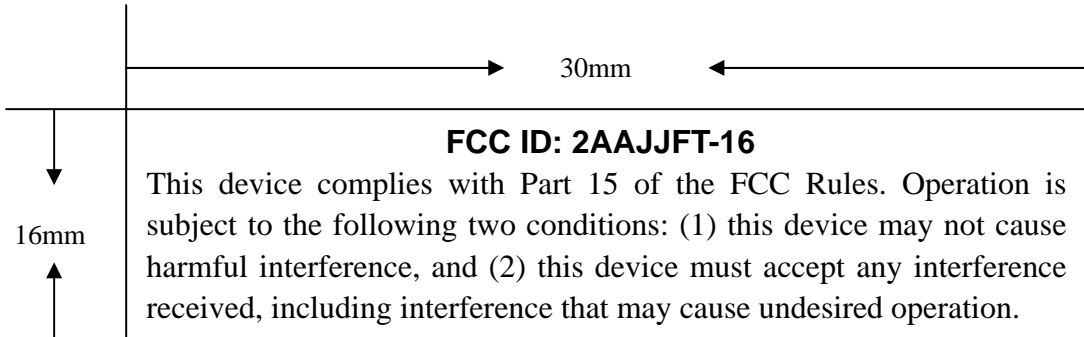 30mm
FCC ID: 2AAJJFT-16
This device complies with Part 15 of the FCC Rules. Operation is
subject to the following two conditions: (1) this device may not cause
16mm
harmful interference, and (2) this device must accept any interference
received, including interference that may cause undesired operation.